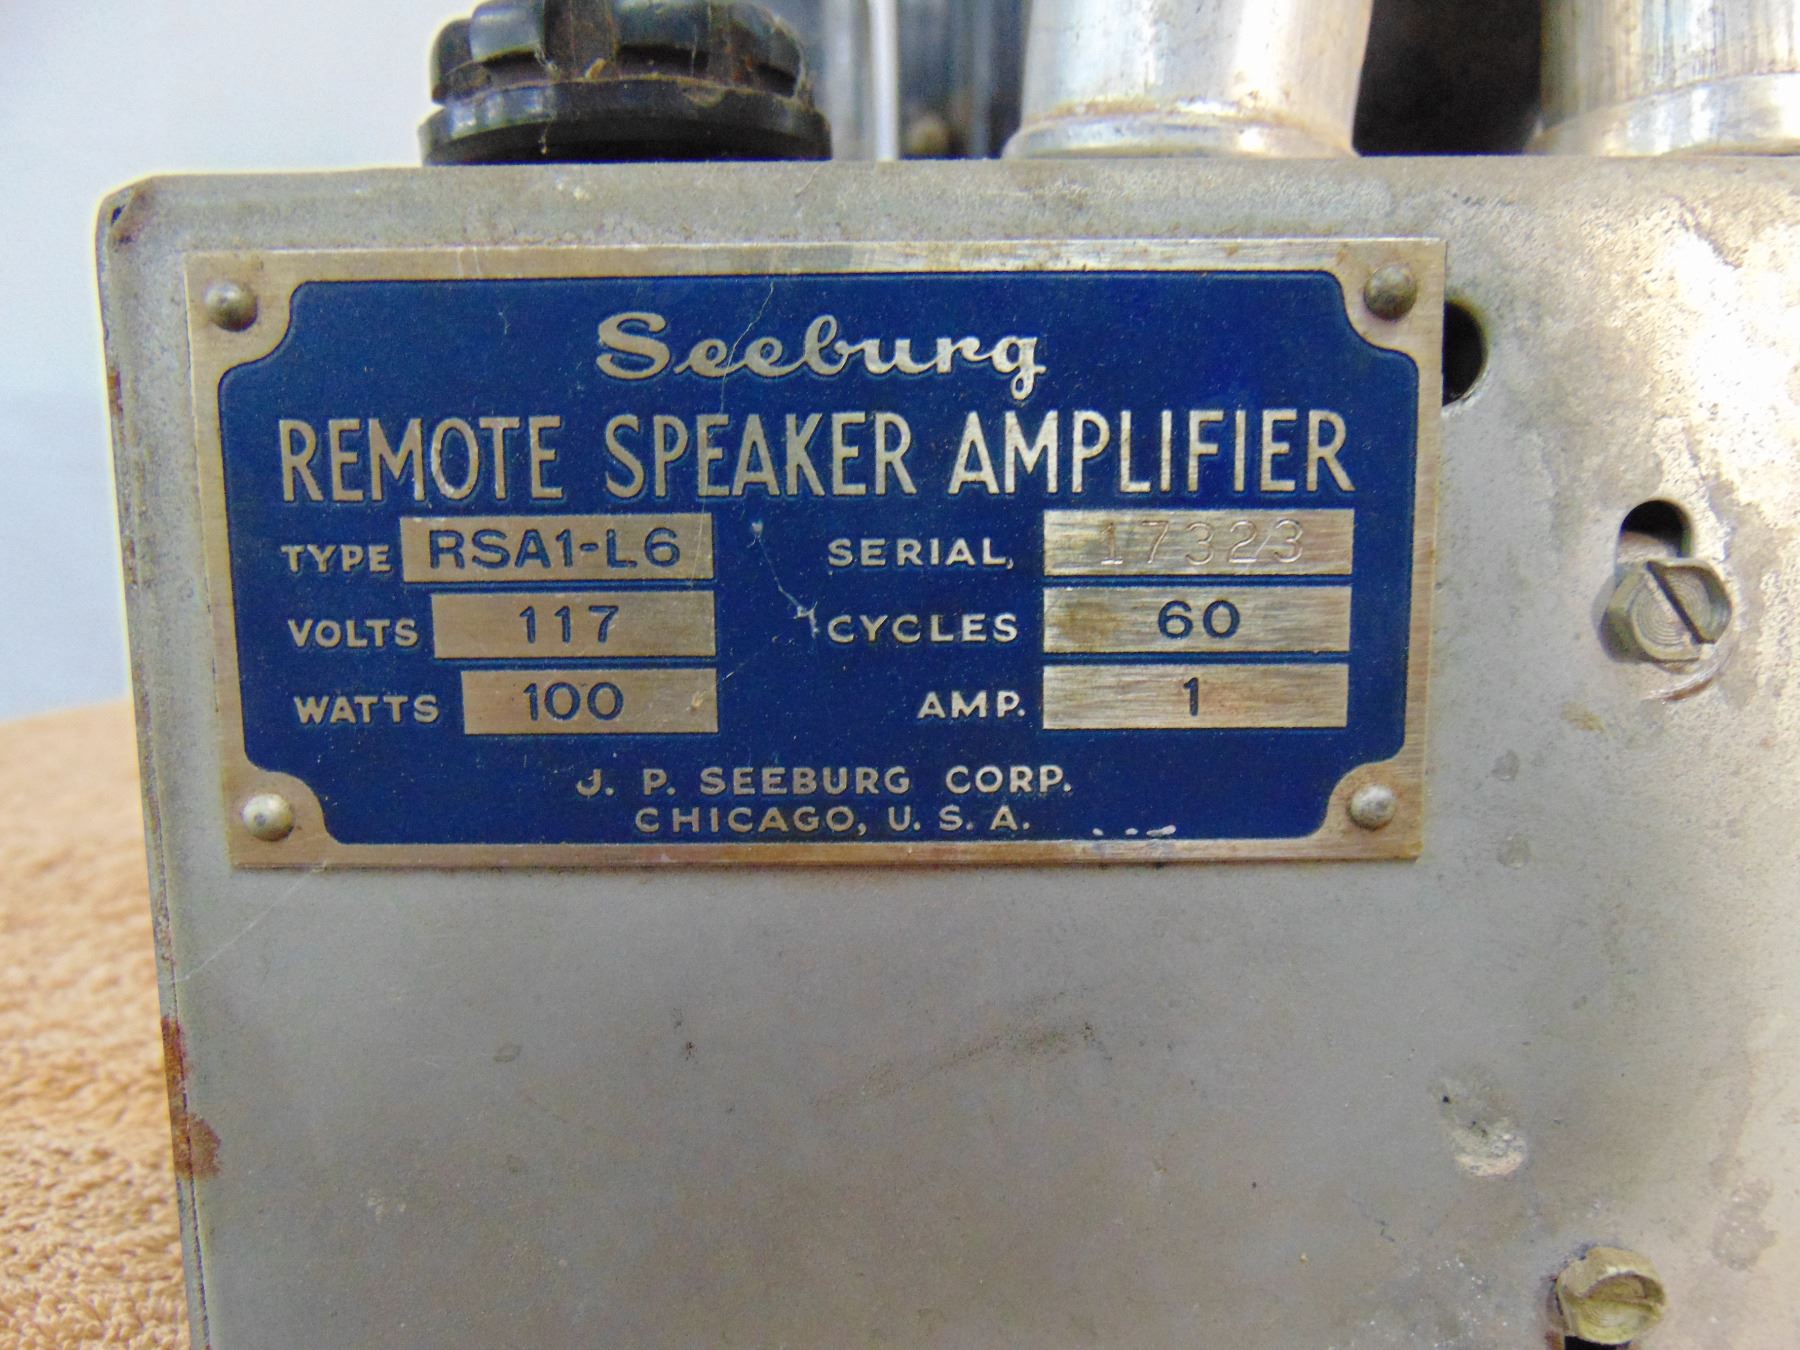 Seeburg
REMOTE SPEAKER AMPLIFIER
TYPE RSA1-L6 SERIAL, 17323
VOLTS 117 CYCLES 60
WATTS 100 AMP. 1
J. P. SEEBURG CORP.
CHICAGO, U. S. A.